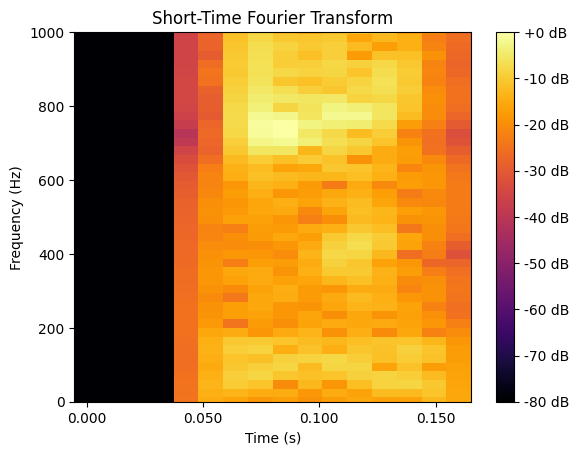 Short-Time Fourier Transform
1000
800
600
400
200
0
Frequency (Hz)
0.000
0.050
0.100
0.150
Time (s)
+0 dB
-10 dB
-20 dB
-30 dB
-40 dB
-50 dB
-60 dB
-70 dB
-80 dB